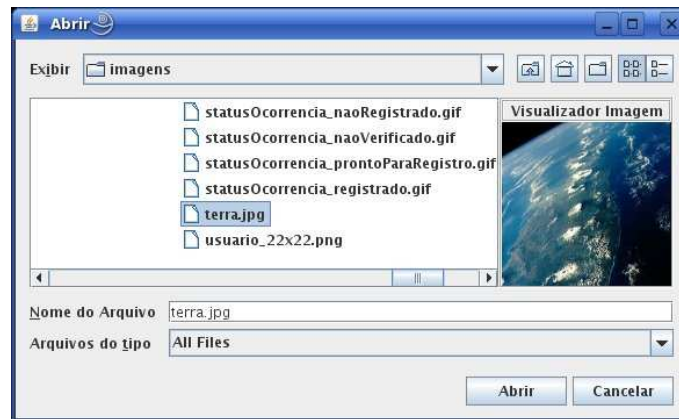 Abrir
Exibir imagens
statusOcorrencia_naoRegistrado.gif
statusOcorrencia_naoVerificado.gif
statusOcorrencia_prontoParaRegistro.gif
statusOcorrencia_registrado.gif
terra.jpg
usuario_22x22.png
Visualizador Imagem
Nome do Arquivo terra.jpg
Arquivos do tipo All Files
Abrir Cancelar